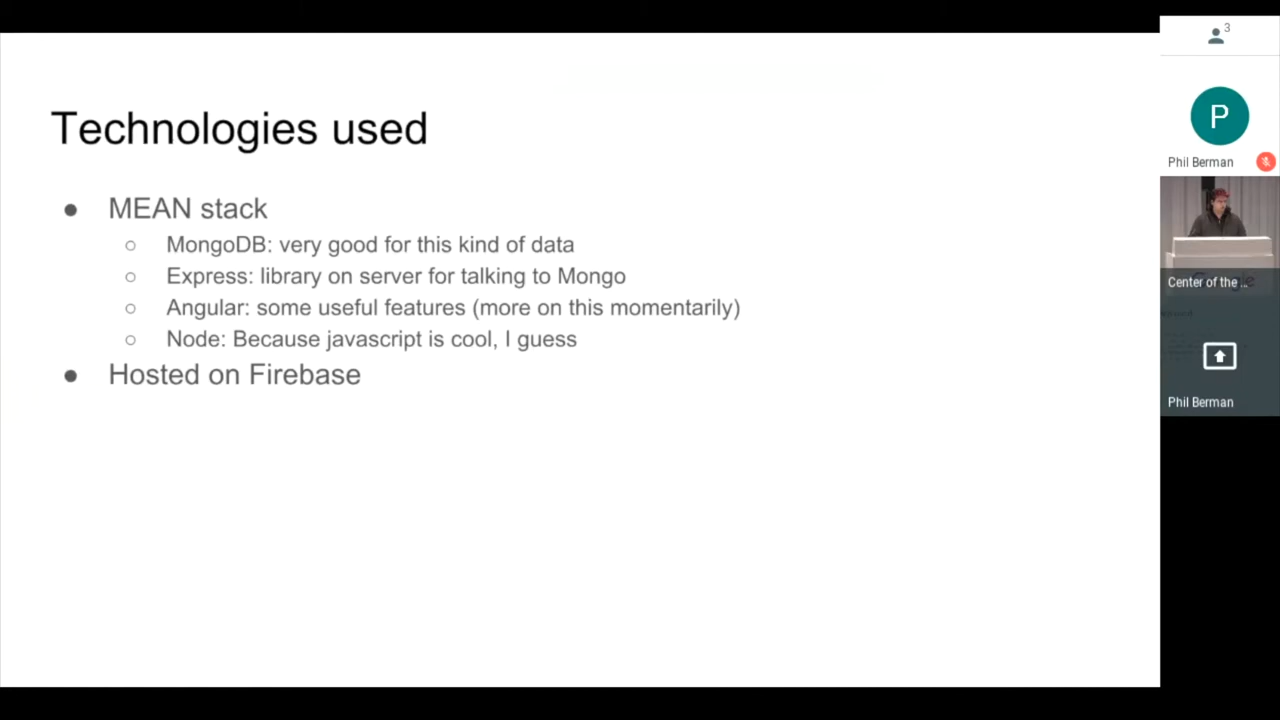 Technologies used
● MEAN stack
○ MongoDB: very good for this kind of data
○ Express: library on server for talking to Mongo
○ Angular: some useful features (more on this momentarily)
○ Node: Because javascript is cool, I guess
● Hosted on Firebase
3
P
Phil Berman
Center of the ...
Phil Berman